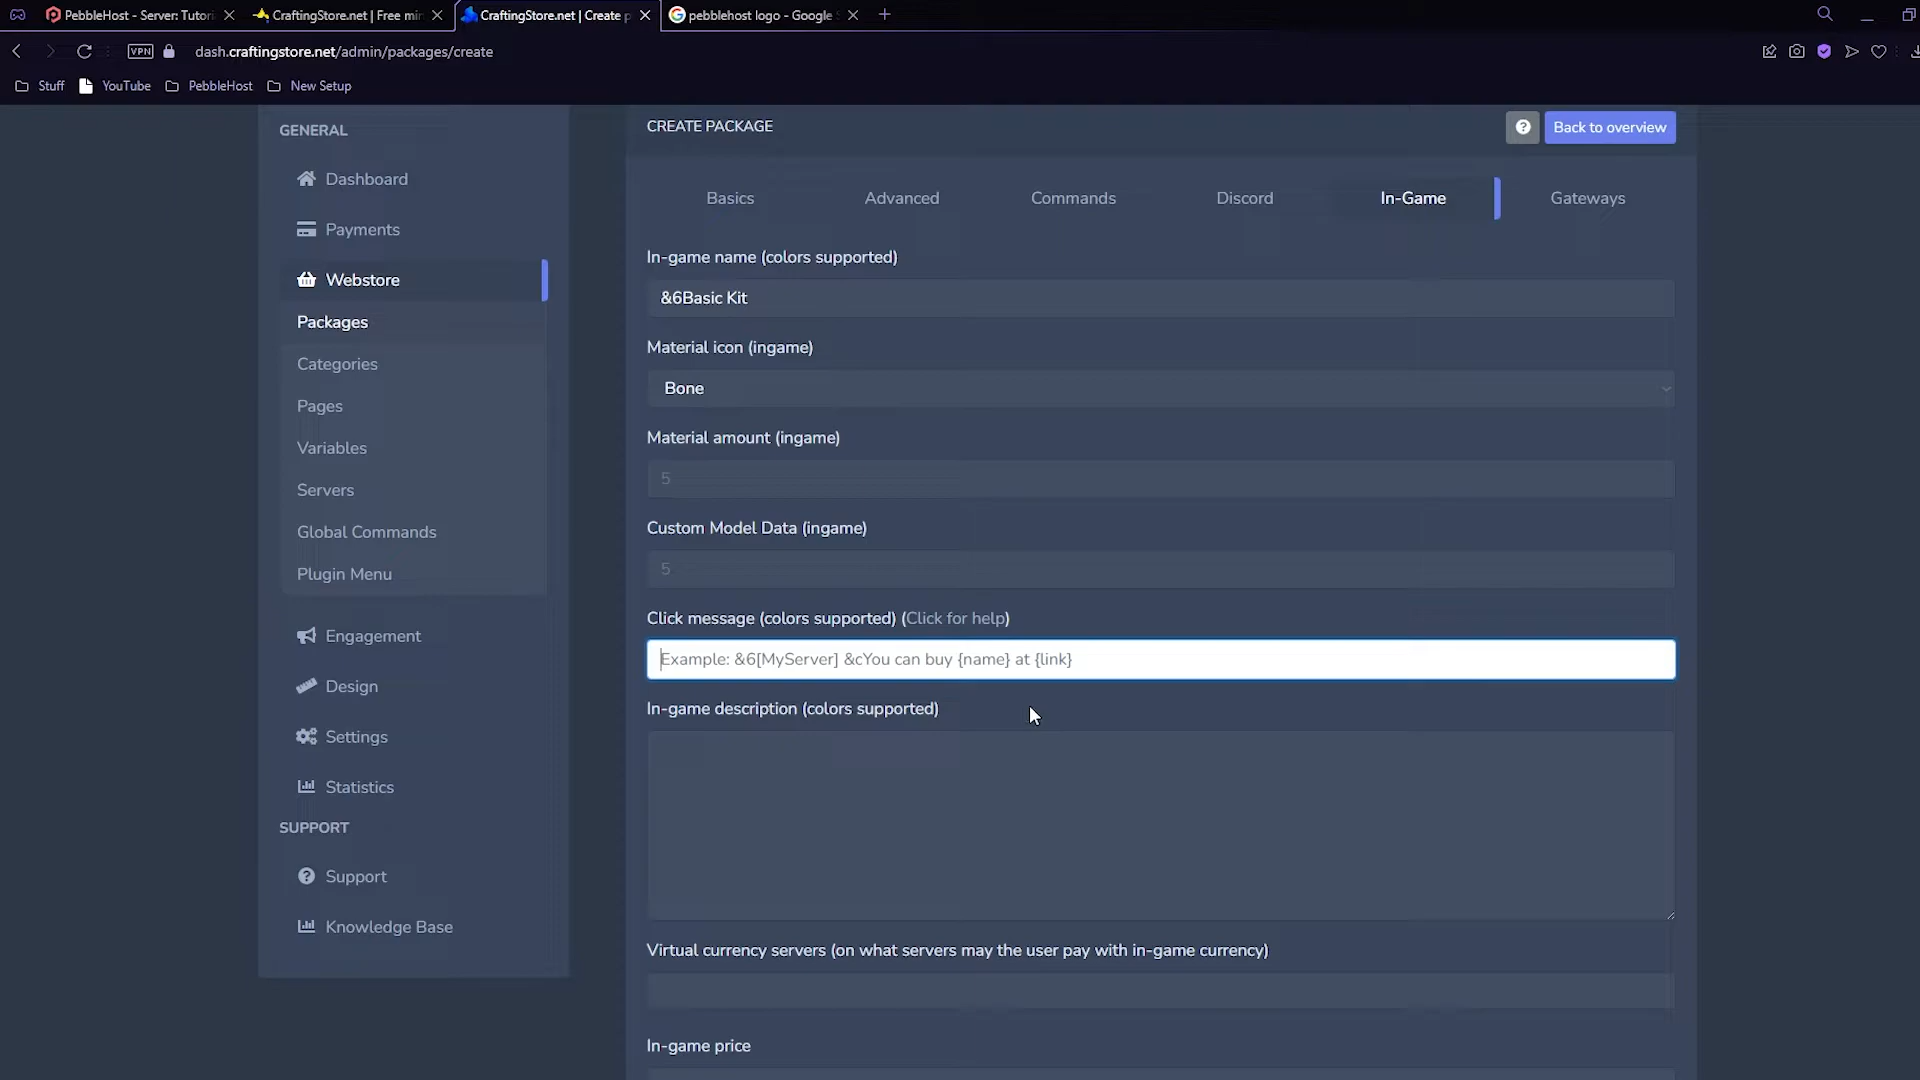 PebbleHost - Server: Tutori
CraftingStore.net | Free min
CraftingStore.net | Create p
pebblehost logo - Google
VPN
dash.craftingstore.net/admin/packages/create
Stuff
YouTube
PebbleHost
New Setup
GENERAL
Dashboard
Payments
Webstore
Packages
Categories
Pages
Variables
Servers
Global Commands
Plugin Menu
Engagement
Design
Settings
Statistics
SUPPORT
Support
Knowledge Base
CREATE PACKAGE
Back to overview
Basics
Advanced
Commands
Discord
In-Game
Gateways
In-game name (colors supported)
&6Basic Kit
Material icon (ingame)
Bone
Material amount (ingame)
5
Custom Model Data (ingame)
5
Click message (colors supported) (Click for help)
Example: &6[MyServer] &cYou can buy {name} at {link}
In-game description (colors supported)
Virtual currency servers (on what servers may the user pay with in-game currency)
In-game price